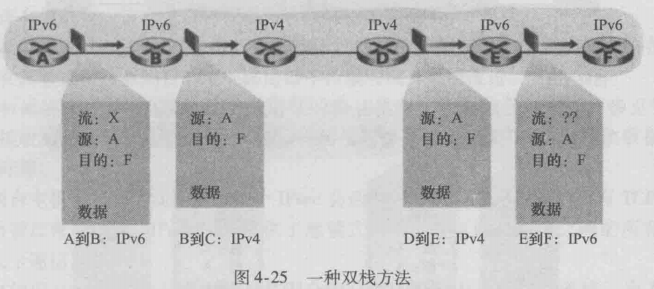 IPv6 IPv6 IPv4 IPv4 IPv6 IPv6
A B C D E F
流：X
源：A
目的：F
数据
A到B：IPv6
源：A
目的：F
数据
B到C：IPv4
源：A
目的：F
数据
D到E：IPv4
流：??
源：A
目的：F
数据
E到F：IPv6
图 4-25 一种双栈方法